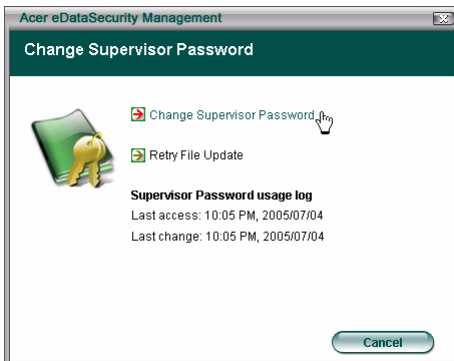 Acer eDataSecurity Management
Change Supervisor Password
Change Supervisor Password
Retry File Update
Supervisor Password usage log
Last access: 10:05 PM, 2005/07/04
Last change: 10:05 PM, 2005/07/04
Cancel